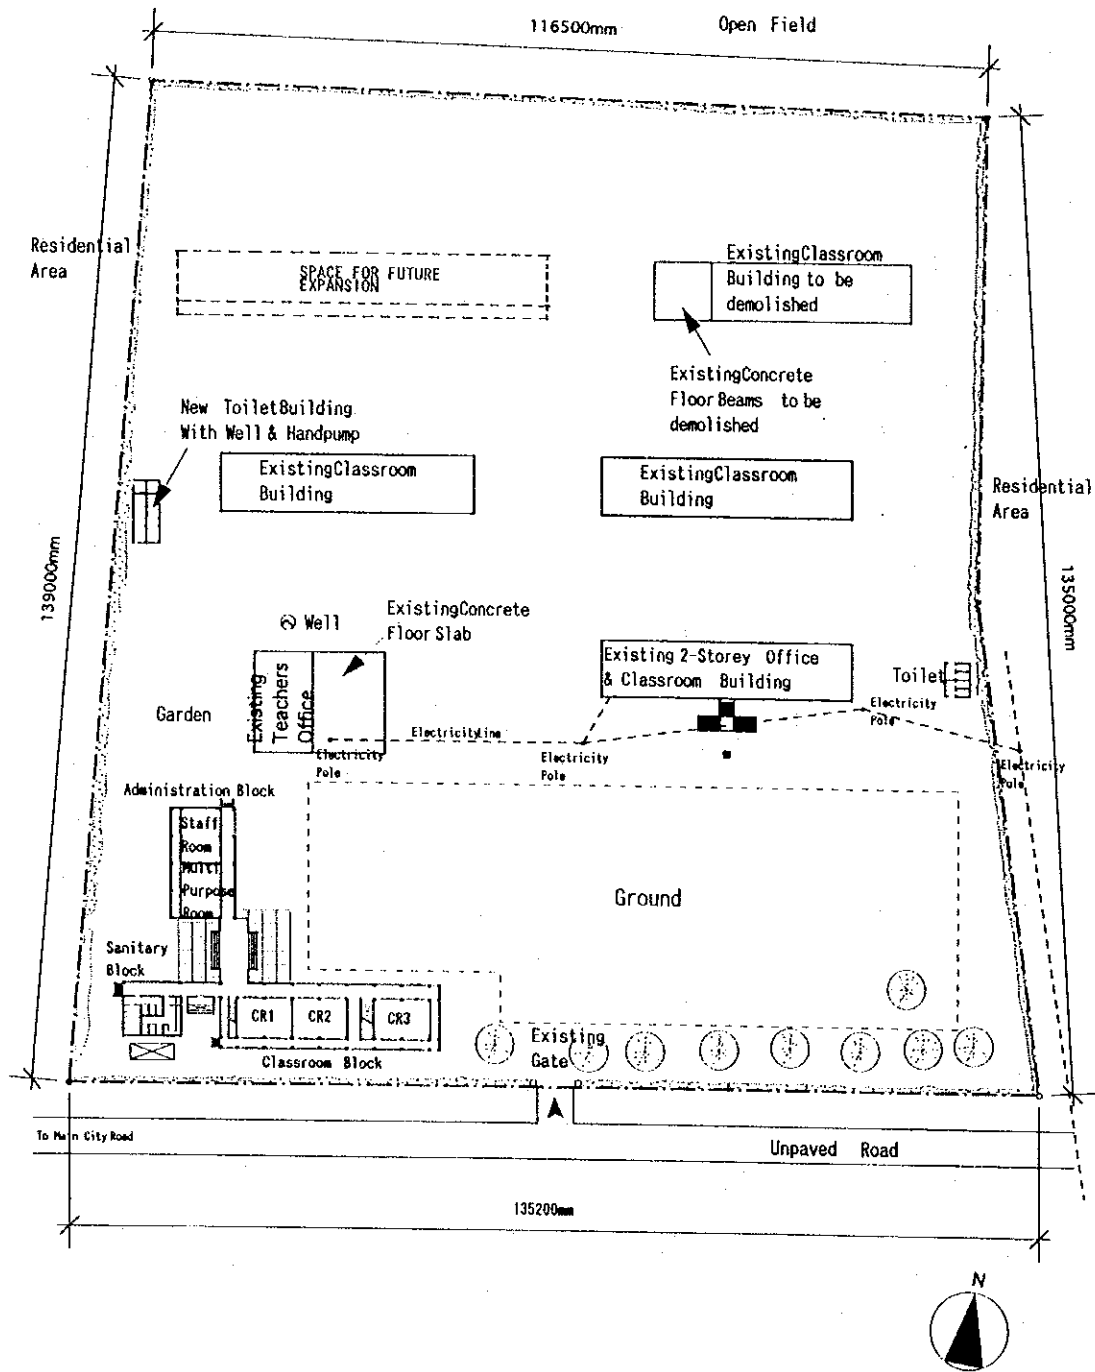 116500mm
Open Field
Residential
Area
SPACE FOR FUTURE
EXPANSION
ExistingClassroom
Building to be
demolished
ExistingConcrete
Floor Beams to be
demolished
New ToiletBuilding
With Well & Handpump
ExistingClassroom
Building
ExistingClassroom
Building
Residential
Area
139000mm
135000mm
Well
ExistingConcrete
Floor Slab
Existing
Teachers
Office
Existing 2-Storey Office
& Classroom Building
Toilet
Garden
ElectricityLine
Electricity
Pole
Electricity
Pole
Electricity
Pole
Electricity
Pole
Administration Block
Staff
Room
Multi
Purpose
Room
Ground
Sanitary
Block
CR1
CR2
CR3
Classroom Block
Existing
Gate
To Main City Road
Unpaved Road
135200mm
N